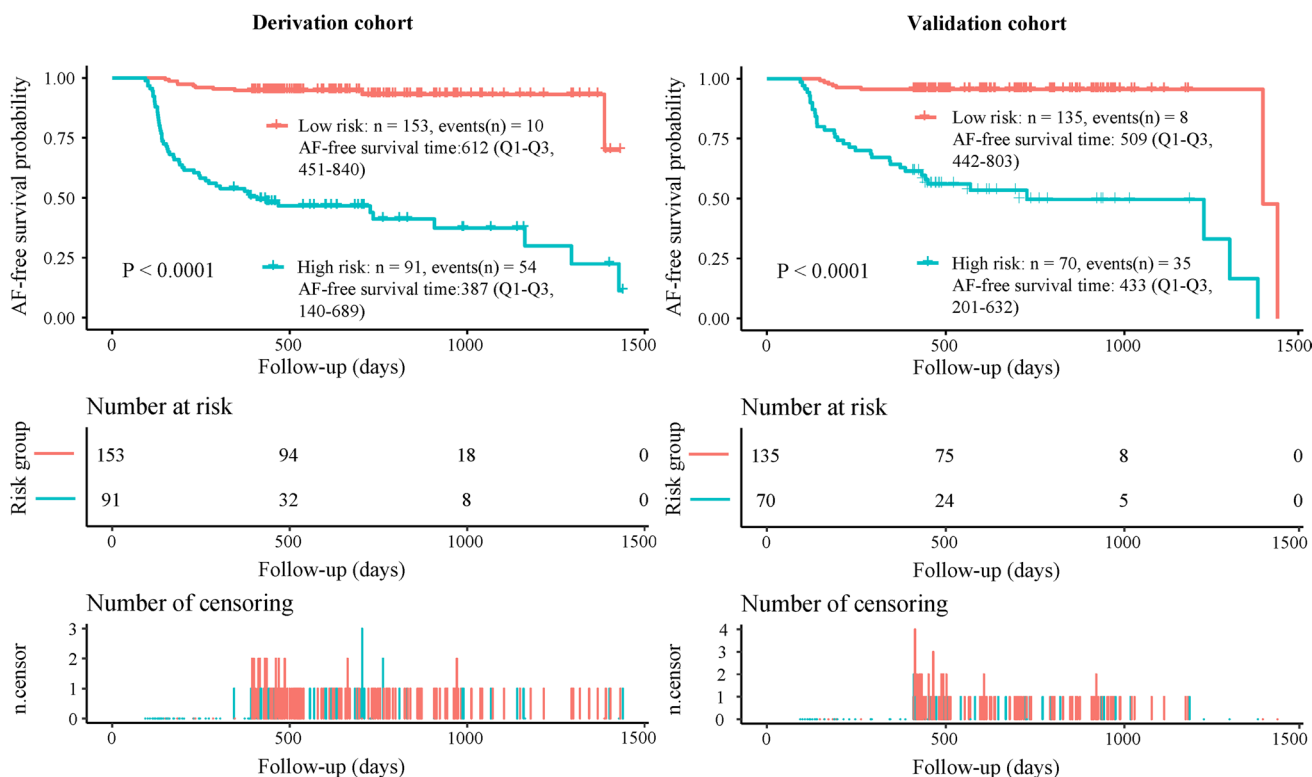 Derivation cohort
AF-free survival probability
1.00
0.75
0.50
0.25
0.00
Low risk: n = 153, events(n) = 10
AF-free survival time:612 (Q1-Q3,
451-840)
P < 0.0001
High risk: n = 91, events(n) = 54
AF-free survival time:387 (Q1-Q3,
140-689)
0 500 1000 1500
Follow-up (days)
Number at risk
Risk group
153 94 18 0
91 32 8 0
0 500 1000 1500
Follow-up (days)
Number of censoring
n.censor
3
2
1
0
0 500 1000 1500
Follow-up (days)
Validation cohort
AF-free survival probability
1.00
0.75
0.50
0.25
0.00
Low risk: n = 135, events(n) = 8
AF-free survival time: 509 (Q1-Q3,
442-803)
P < 0.0001
High risk: n = 70, events(n) = 35
AF-free survival time: 433 (Q1-Q3,
201-632)
0 500 1000 1500
Follow-up (days)
Number at risk
Risk group
135 75 8 0
70 24 5 0
0 500 1000 1500
Follow-up (days)
Number of censoring
n.censor
4
3
2
1
0
0 500 1000 1500
Follow-up (days)